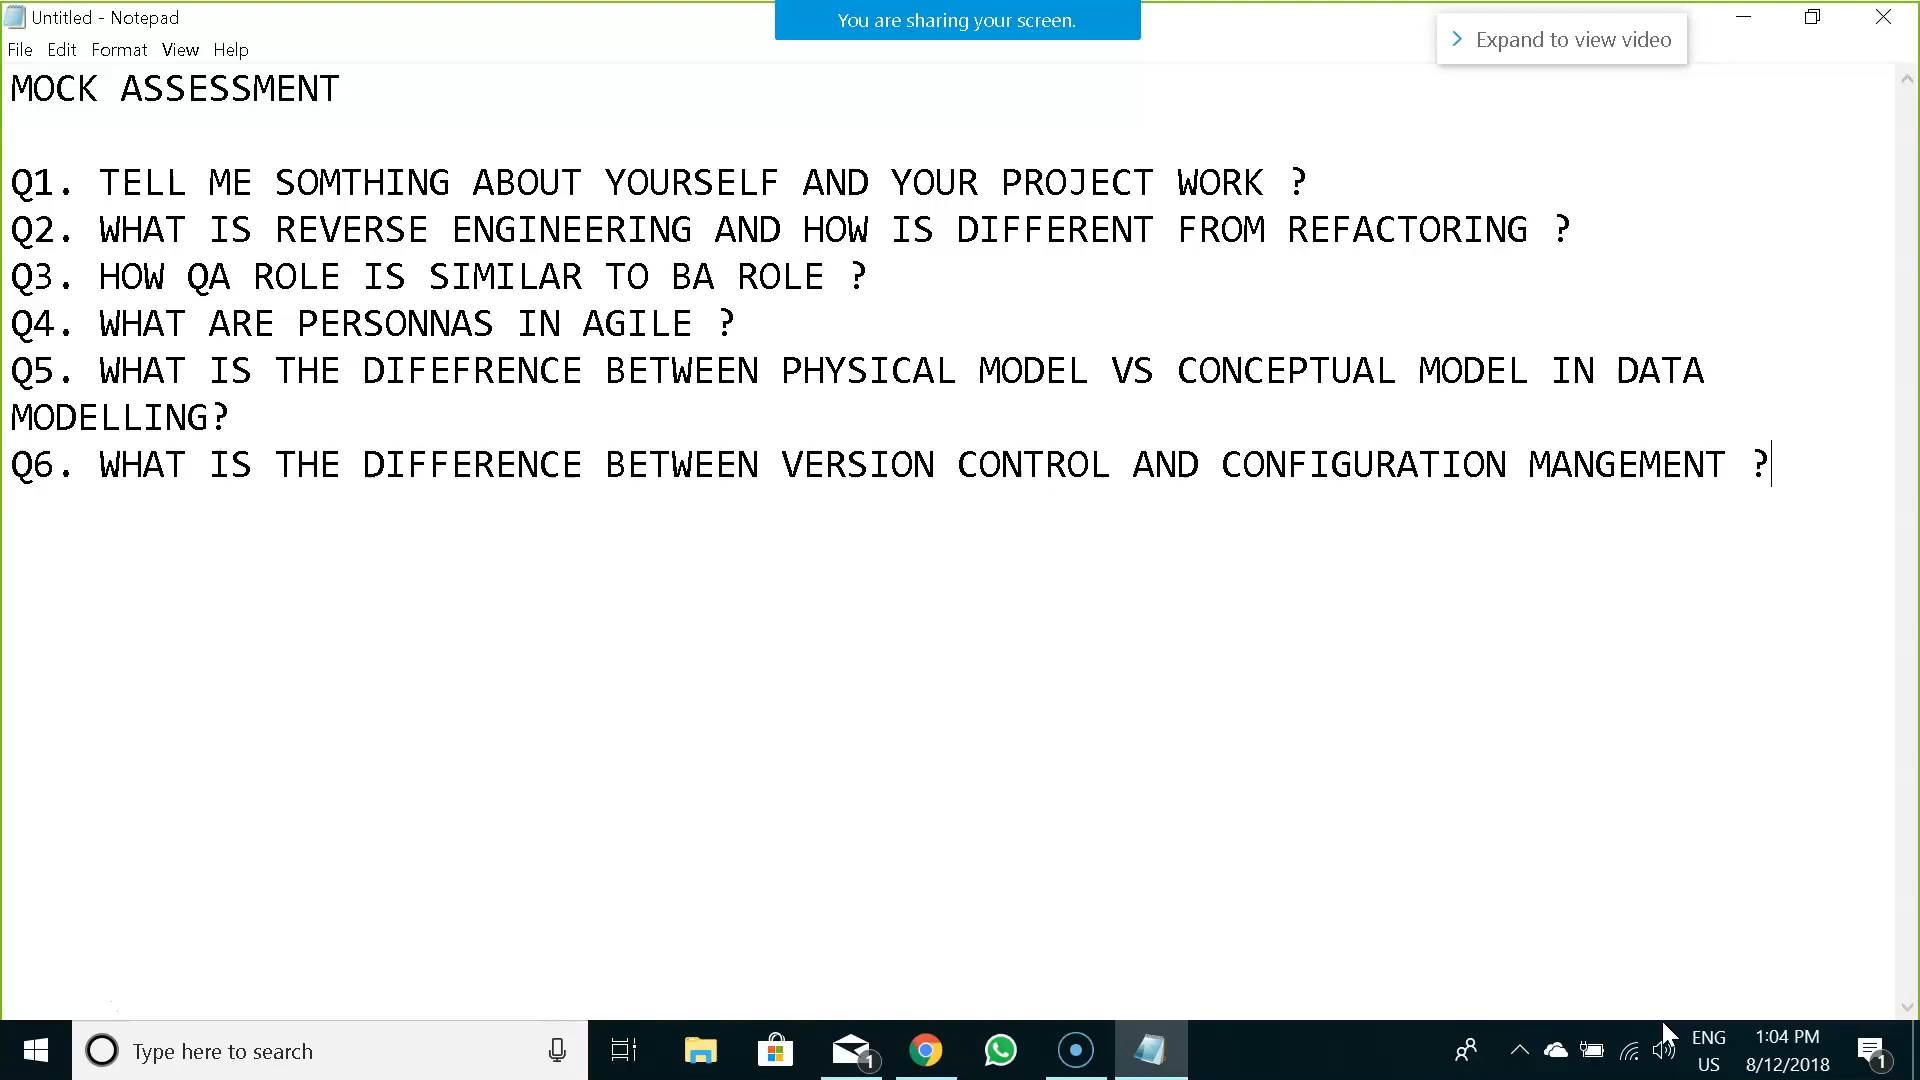 Untitled - Notepad
You are sharing your screen.
Expand to view video
File Edit Format View Help
MOCK ASSESSMENT
Q1. TELL ME SOMTHING ABOUT YOURSELF AND YOUR PROJECT WORK ?
Q2. WHAT IS REVERSE ENGINEERING AND HOW IS DIFFERENT FROM REFACTORING ?
Q3. HOW QA ROLE IS SIMILAR TO BA ROLE ?
Q4. WHAT ARE PERSONNAS IN AGILE ?
Q5. WHAT IS THE DIFEFRENCE BETWEEN PHYSICAL MODEL VS CONCEPTUAL MODEL IN DATA
MODELLING?
Q6. WHAT IS THE DIFFERENCE BETWEEN VERSION CONTROL AND CONFIGURATION MANGEMENT ?
Type here to search
1
ENG
US
1:04 PM
8/12/2018
1